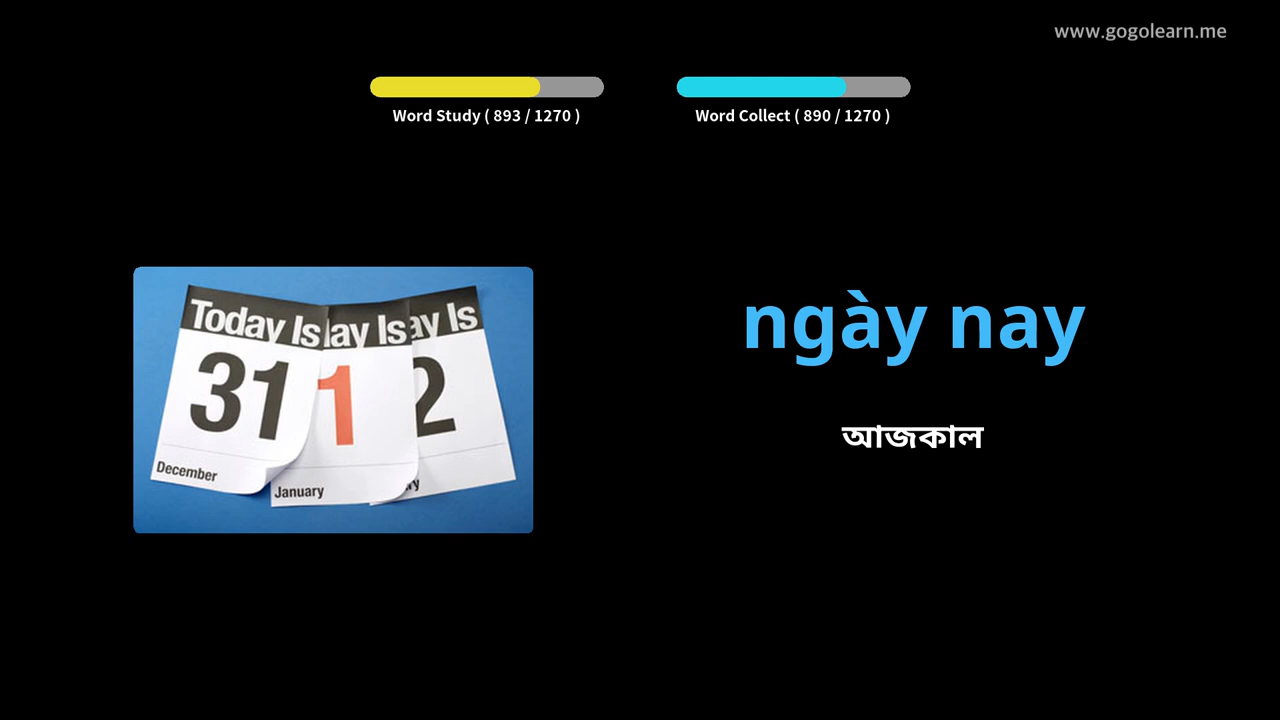 www.gogolearn.me
Word Study ( 893 / 1270 )
Word Collect ( 890 / 1270 )
Today Is
ay Is
ay Is
31
1
2
December
January
ngày nay
আজকাল